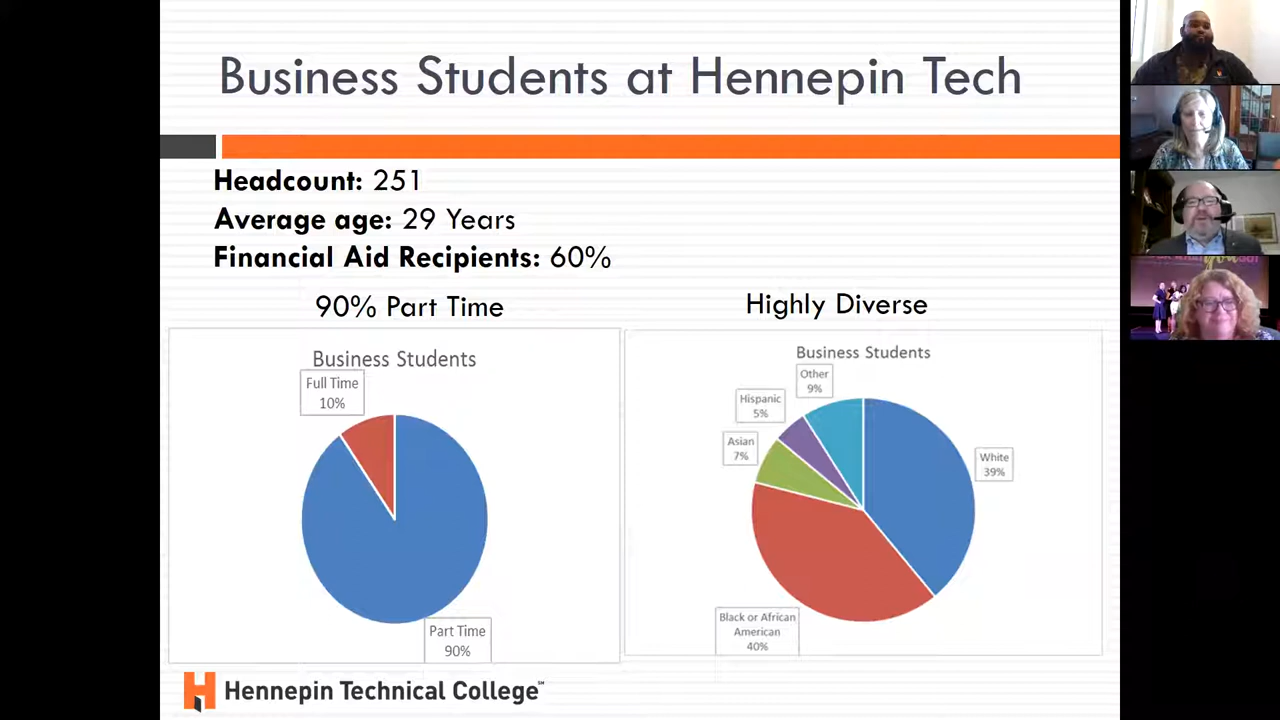 Business Students at Hennepin Tech
Headcount: 251
Average age: 29 Years
Financial Aid Recipients: 60%
90% Part Time
Highly Diverse
Business Students
Full Time
10%
Part Time
90%
Business Students
Other
9%
Hispanic
5%
Asian
7%
White
39%
Black or African
American
40%
Hennepin Technical College℠